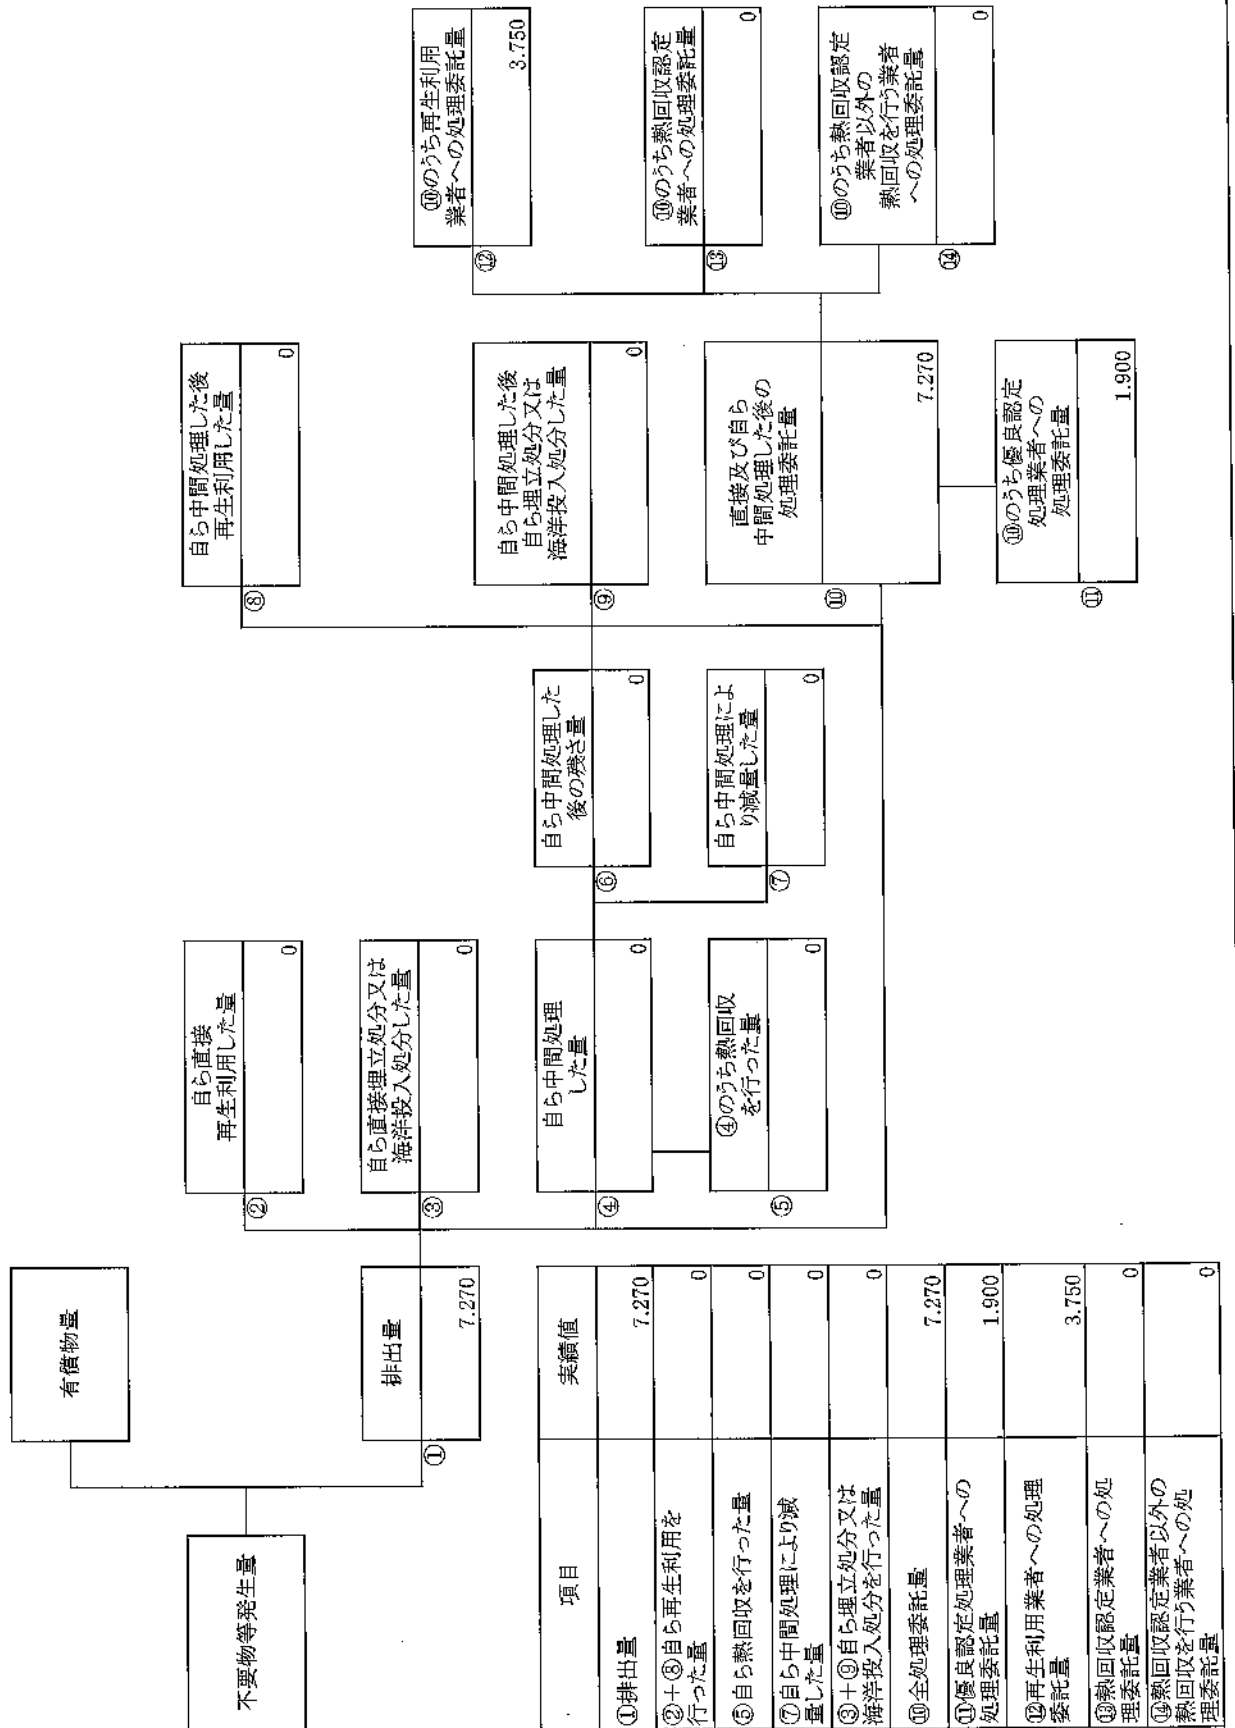 不要物等発生量
有償物量
排出量
①
7.270
自ら直接
再生利用した量
②
0
自ら直接埋立処分又は
海洋投入処分した量
③
0
自ら中間処理
した量
④
0
④のうち熱回収
を行った量
⑤
0
自ら中間処理した
後の残さ量
⑥
0
自ら中間処理によ
り減量した量
⑦
0
自ら中間処理した後
再生利用した量
⑧
0
自ら中間処理した後
自ら埋立処分又は
海洋投入処分した量
⑨
0
直接及び自ら
中間処理した後の
処理委託量
⑩
7.270
⑩のうち優良認定
処理業者への
処理委託量
⑪
1.900
⑩のうち再生利用
業者への処理委託量
⑫
3.750
⑩のうち熱回収認定
業者への処理委託量
⑬
0
⑩のうち熱回収認定
業者以外の
熱回収を行う業者
への処理委託量
⑭
0
項目 実績値
①排出量 7.270
②+⑧自ら再生利用を
行った量 0
⑤自ら熱回収を行った量 0
⑦自ら中間処理により減
量した量 0
③+⑨自ら埋立処分又は
海洋投入処分を行った量 0
⑩全処理委託量 7.270
⑪優良認定処理業者への
処理委託量 1.900
⑫再生利用業者への処理
委託量 3.750
⑬熱回収認定業者への処
理委託量 0
⑭熱回収認定業者以外の
熱回収を行う業者への処
理委託量 0